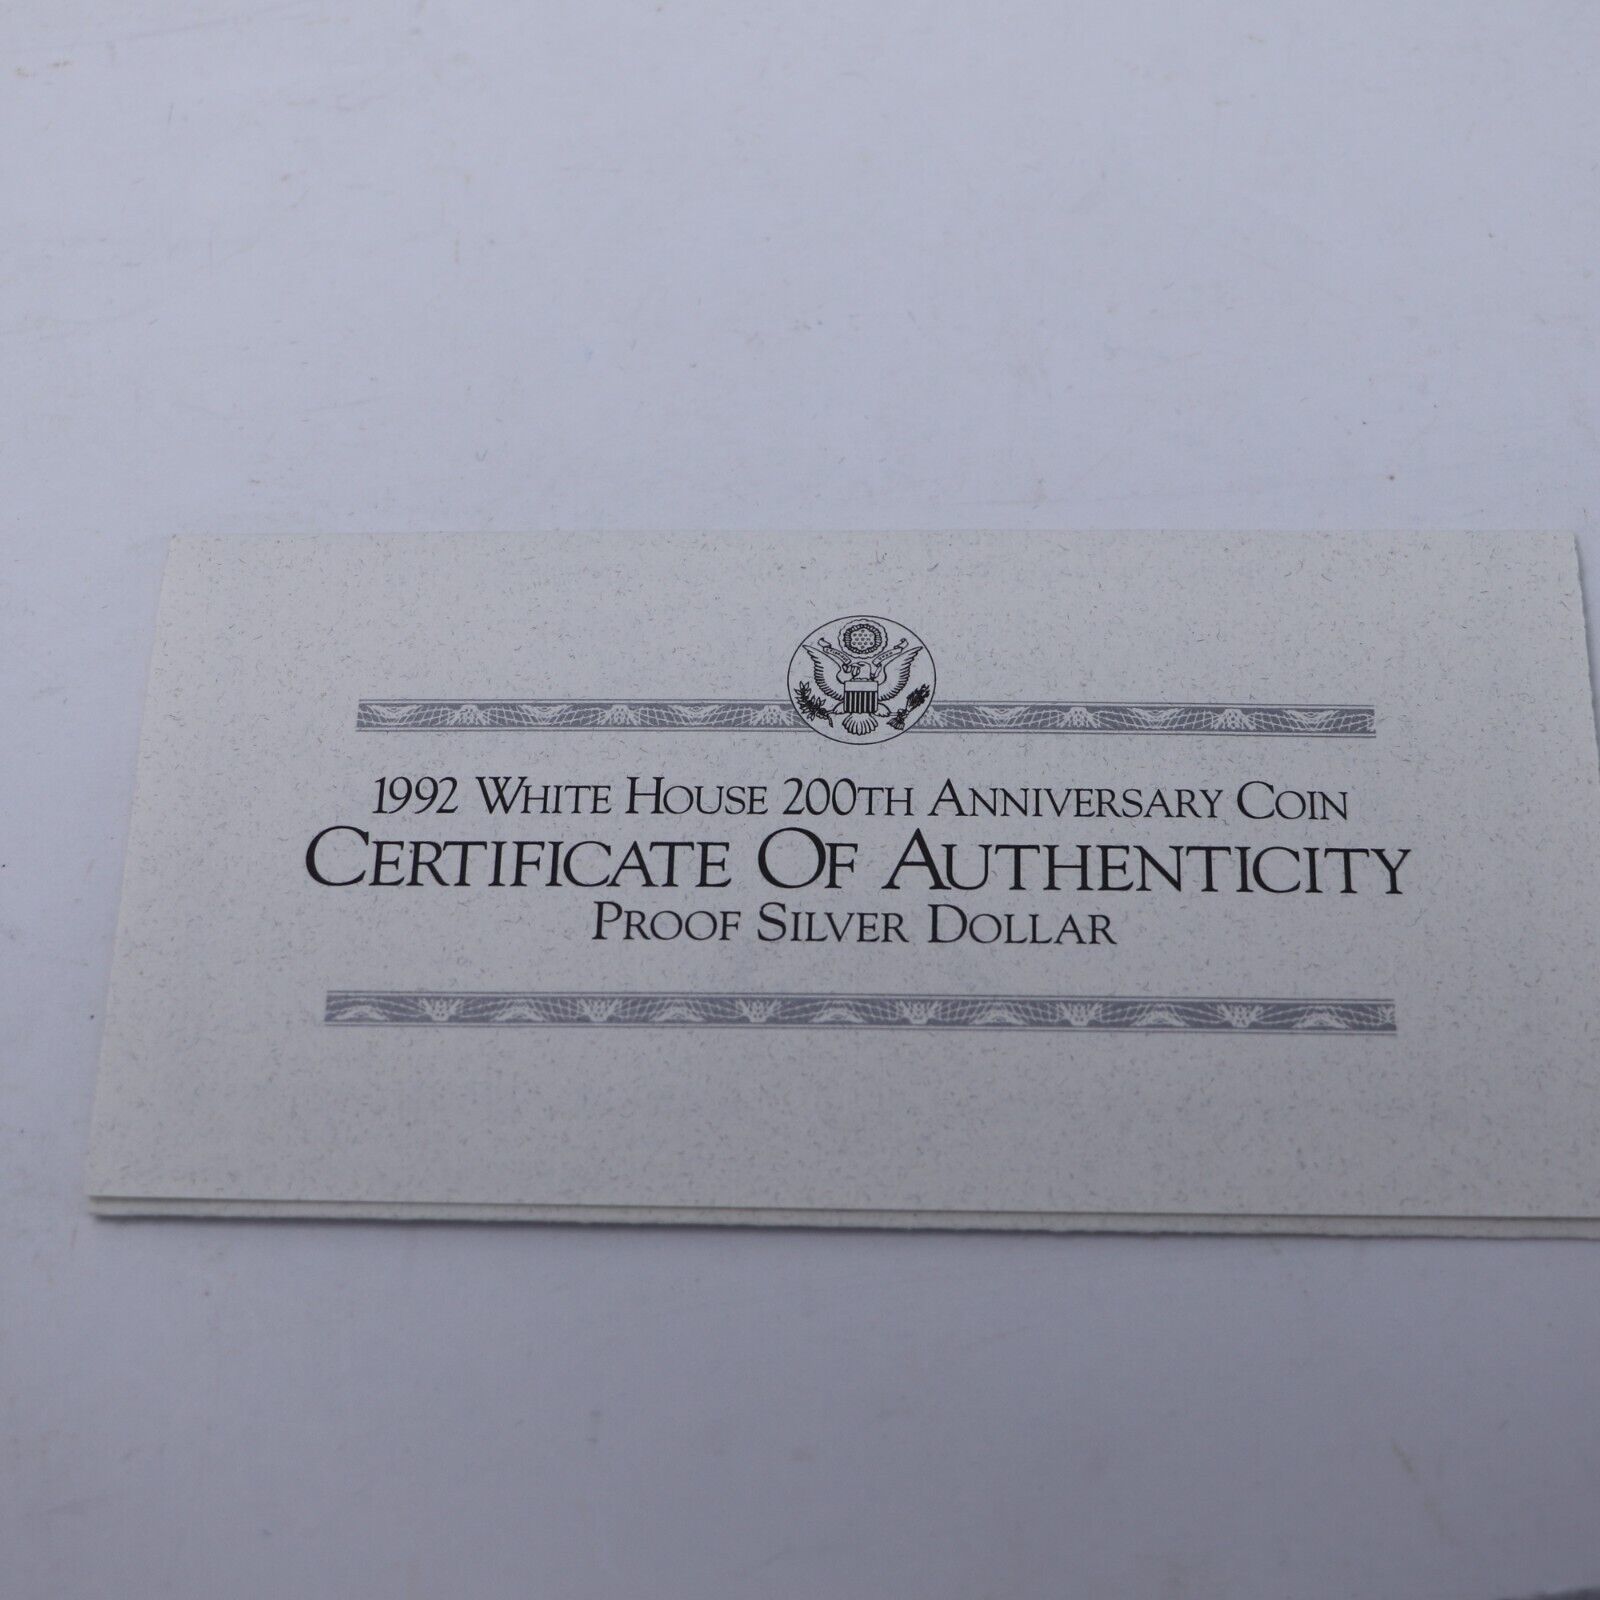 1992 White House 200th Anniversary Coin
Certificate Of Authenticity
Proof Silver Dollar